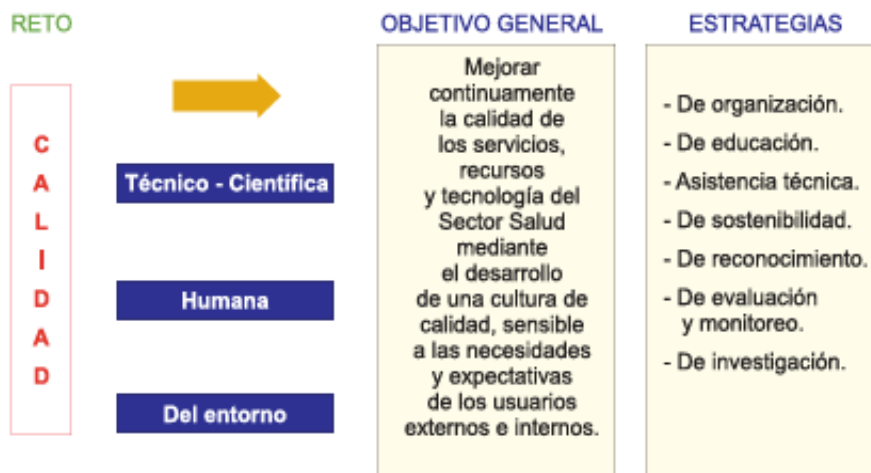 RETO
CALIDAD
Técnico - Científica
Humana
Del entorno
OBJETIVO GENERAL
Mejorar
continuamente
la calidad de
los servicios,
recursos
y tecnología del
Sector Salud
mediante
el desarrollo
de una cultura de
calidad, sensible
a las necesidades
y expectativas
de los usuarios
externos e internos.
ESTRATEGIAS
- De organización.
- De educación.
- Asistencia técnica.
- De sostenibilidad.
- De reconocimiento.
- De evaluación
y monitoreo.
- De investigación.